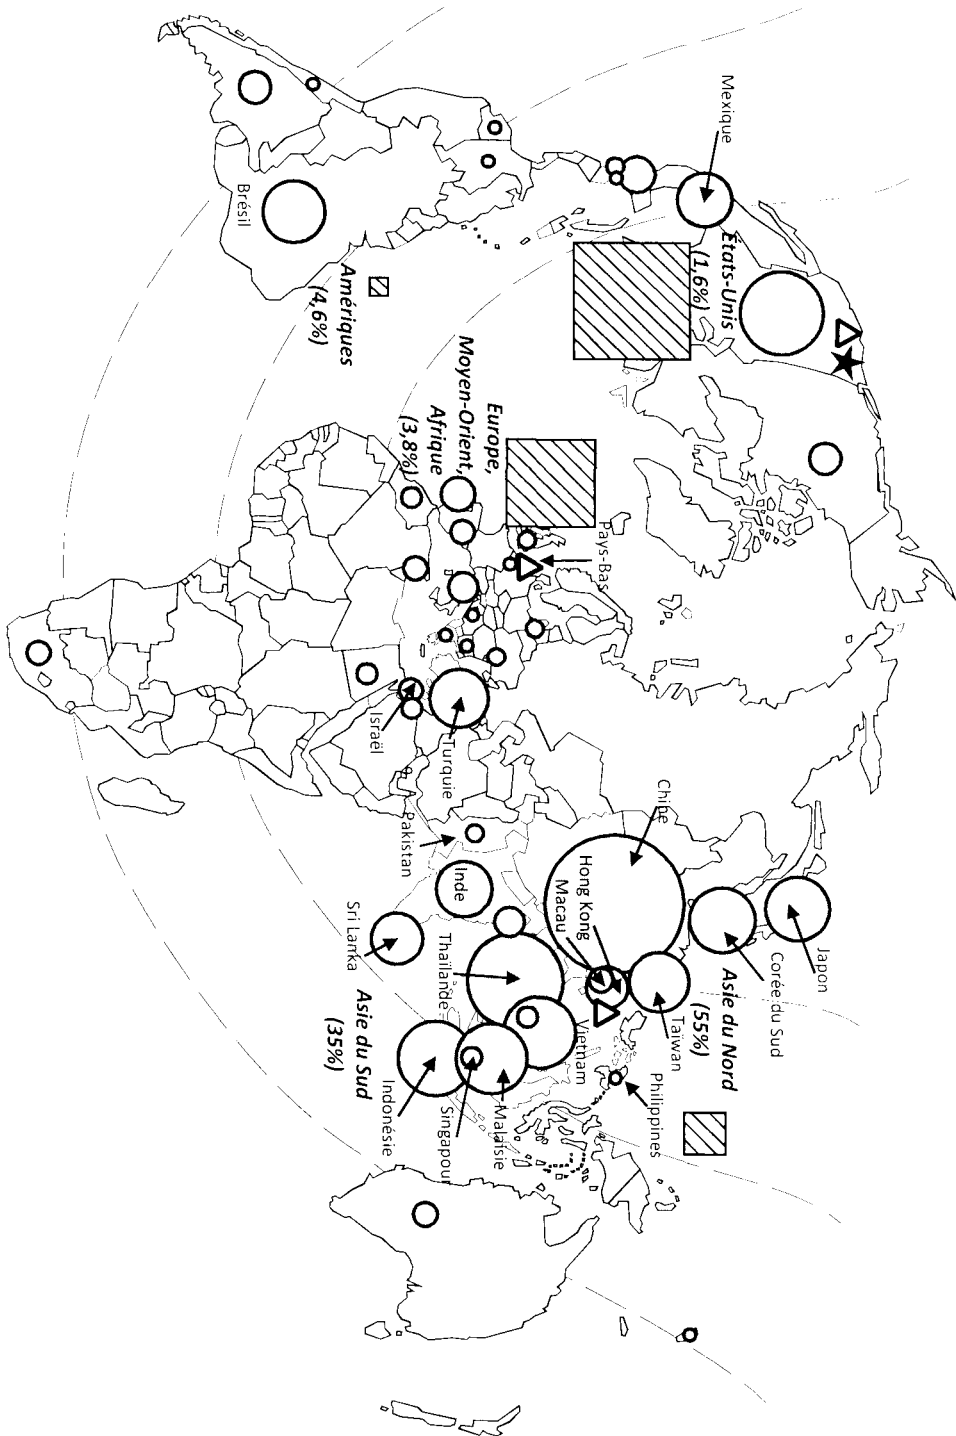 Mexique
États-Unis
(1,6%)
Brésil
Amériques
(4,6%)
Europe,
Moyen-Orient,
Afrique
(3,8%)
Pays-Bas
Israël
Turquie
Pakistan
Inde
Sri Lanka
Chine
Hong Kong
Macau
Japon
Corée du Sud
Asie du Nord
(55%)
Taïwan
Thaïlande
Vietnam
Asie du Sud
(35%)
Philippines
Malaisie
Singapour
Indonésie